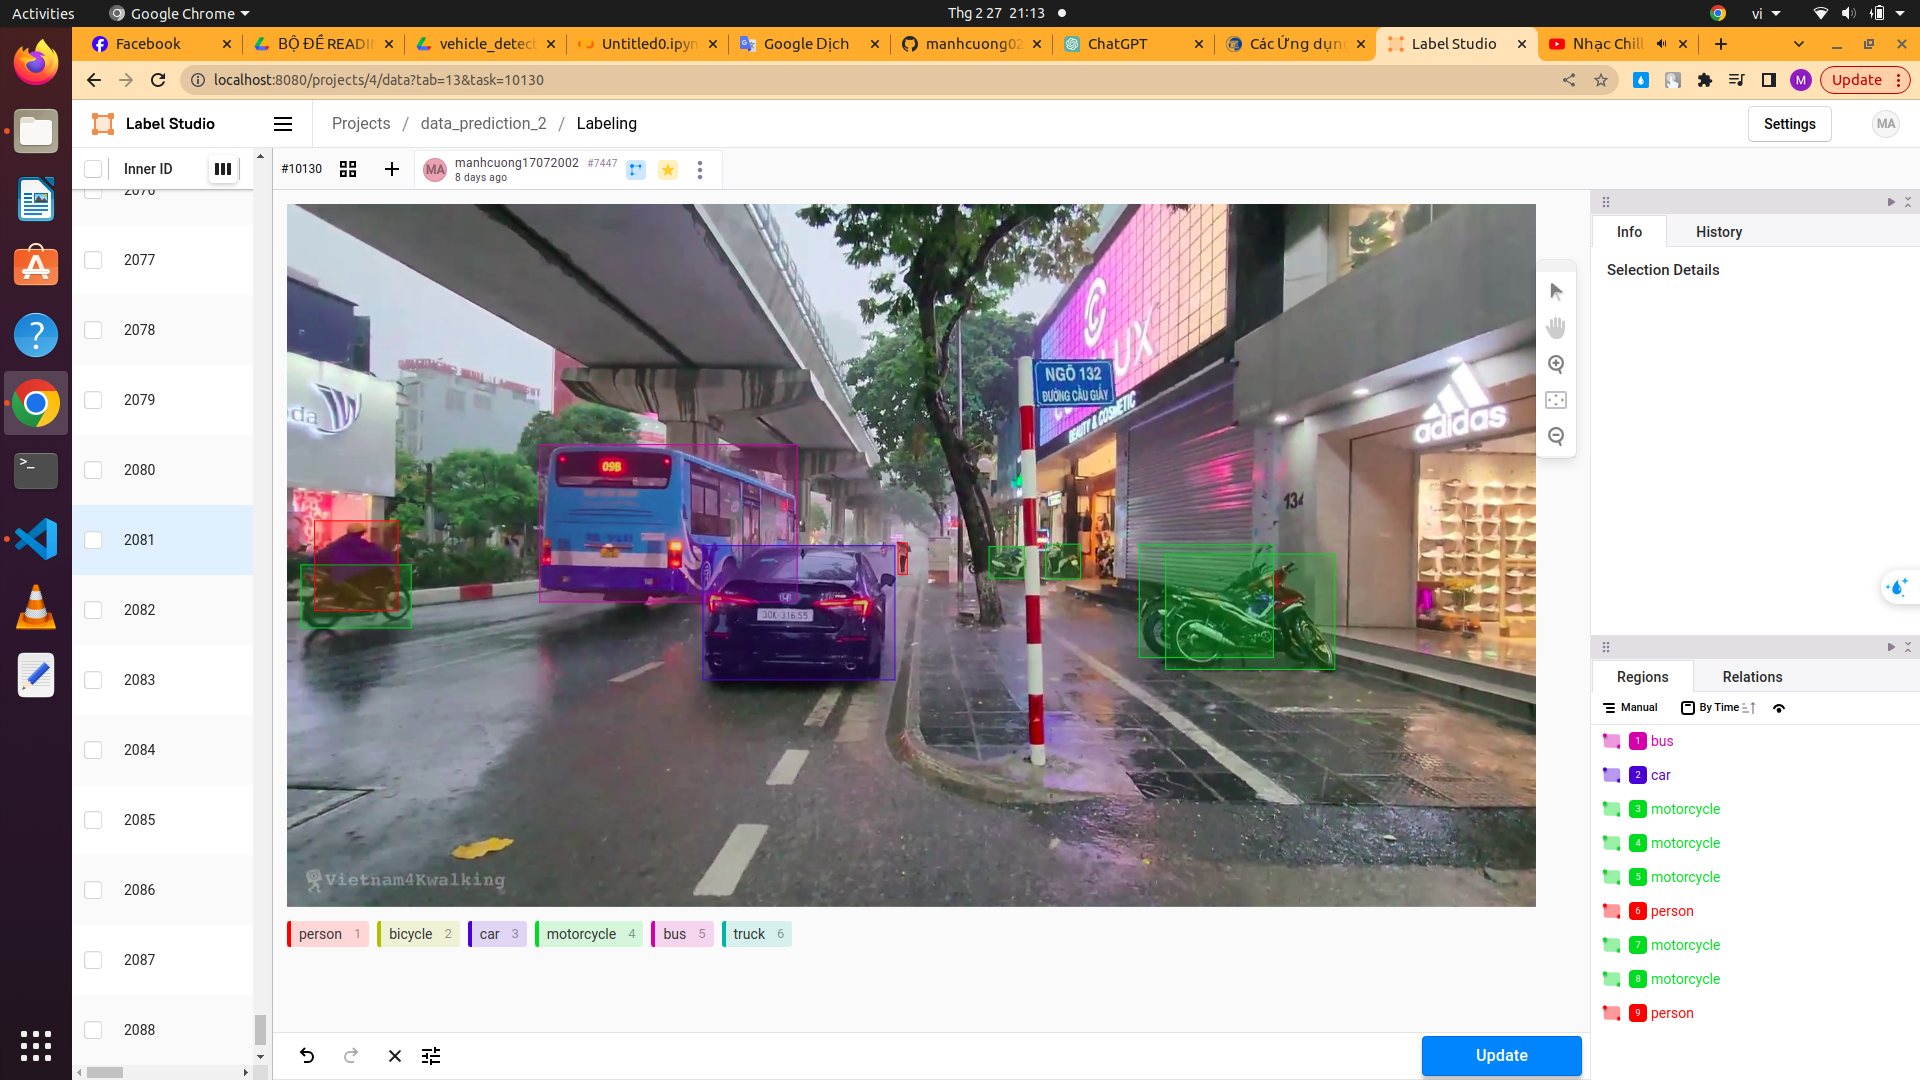 Activities
Google Chrome
Thg 2 27 21:13
vi
Facebook
BỘ ĐỀ READI
vehicle_detect
Untitled0.ipyn
Google Dịch
manhcuong02
ChatGPT
Các Ứng dụng
Label Studio
Nhạc Chill
localhost:8080/projects/4/data?tab=13&task=10130
M
Update
Label Studio
Projects / data_prediction_2 / Labeling
Settings
MA
Inner ID
#10130
MA
manhcuong17072002 #7447
8 days ago
2076
2077
2078
2079
2080
2081
2082
2083
2084
2085
2086
2087
2088
NGÕ 132
ĐƯỜNG CẦU GIẤY
LUX
BEAUTY & COSMETIC
adidas
134
09B
30K-316.55
Vietnam4Kwalking
person 1
bicycle 2
car 3
motorcycle 4
bus 5
truck 6
Update
Info
History
Selection Details
Regions
Relations
Manual
By Time
1 bus
2 car
3 motorcycle
4 motorcycle
5 motorcycle
6 person
7 motorcycle
8 motorcycle
9 person